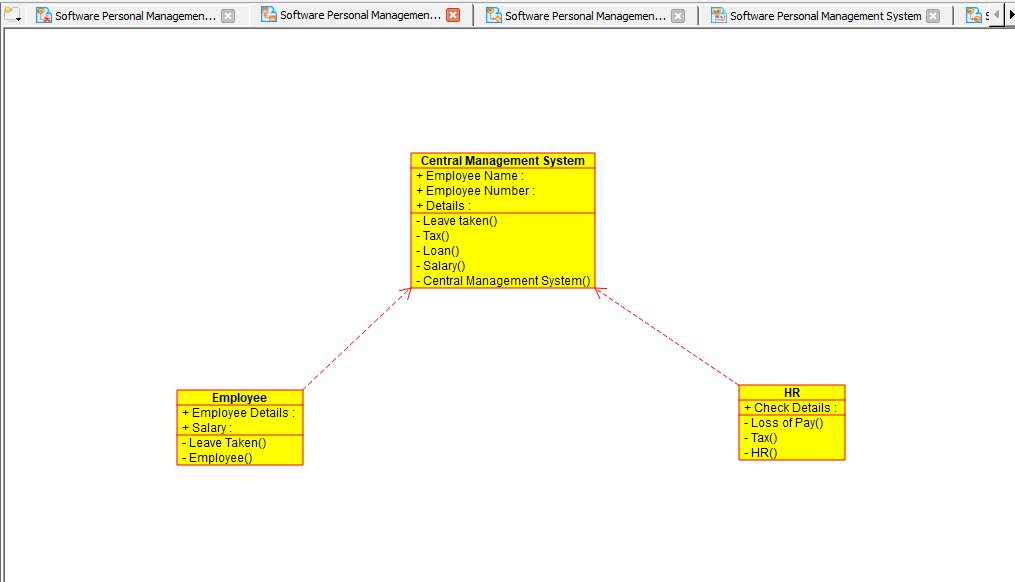 Software Personal Managemen...
Software Personal Managemen...
Software Personal Managemen...
Software Personal Management System
Central Management System
+ Employee Name :
+ Employee Number :
+ Details :
- Leave taken()
- Tax()
- Loan()
- Salary()
- Central Management System()
Employee
+ Employee Details :
+ Salary :
- Leave Taken()
- Employee()
HR
+ Check Details :
- Loss of Pay()
- Tax()
- HR()